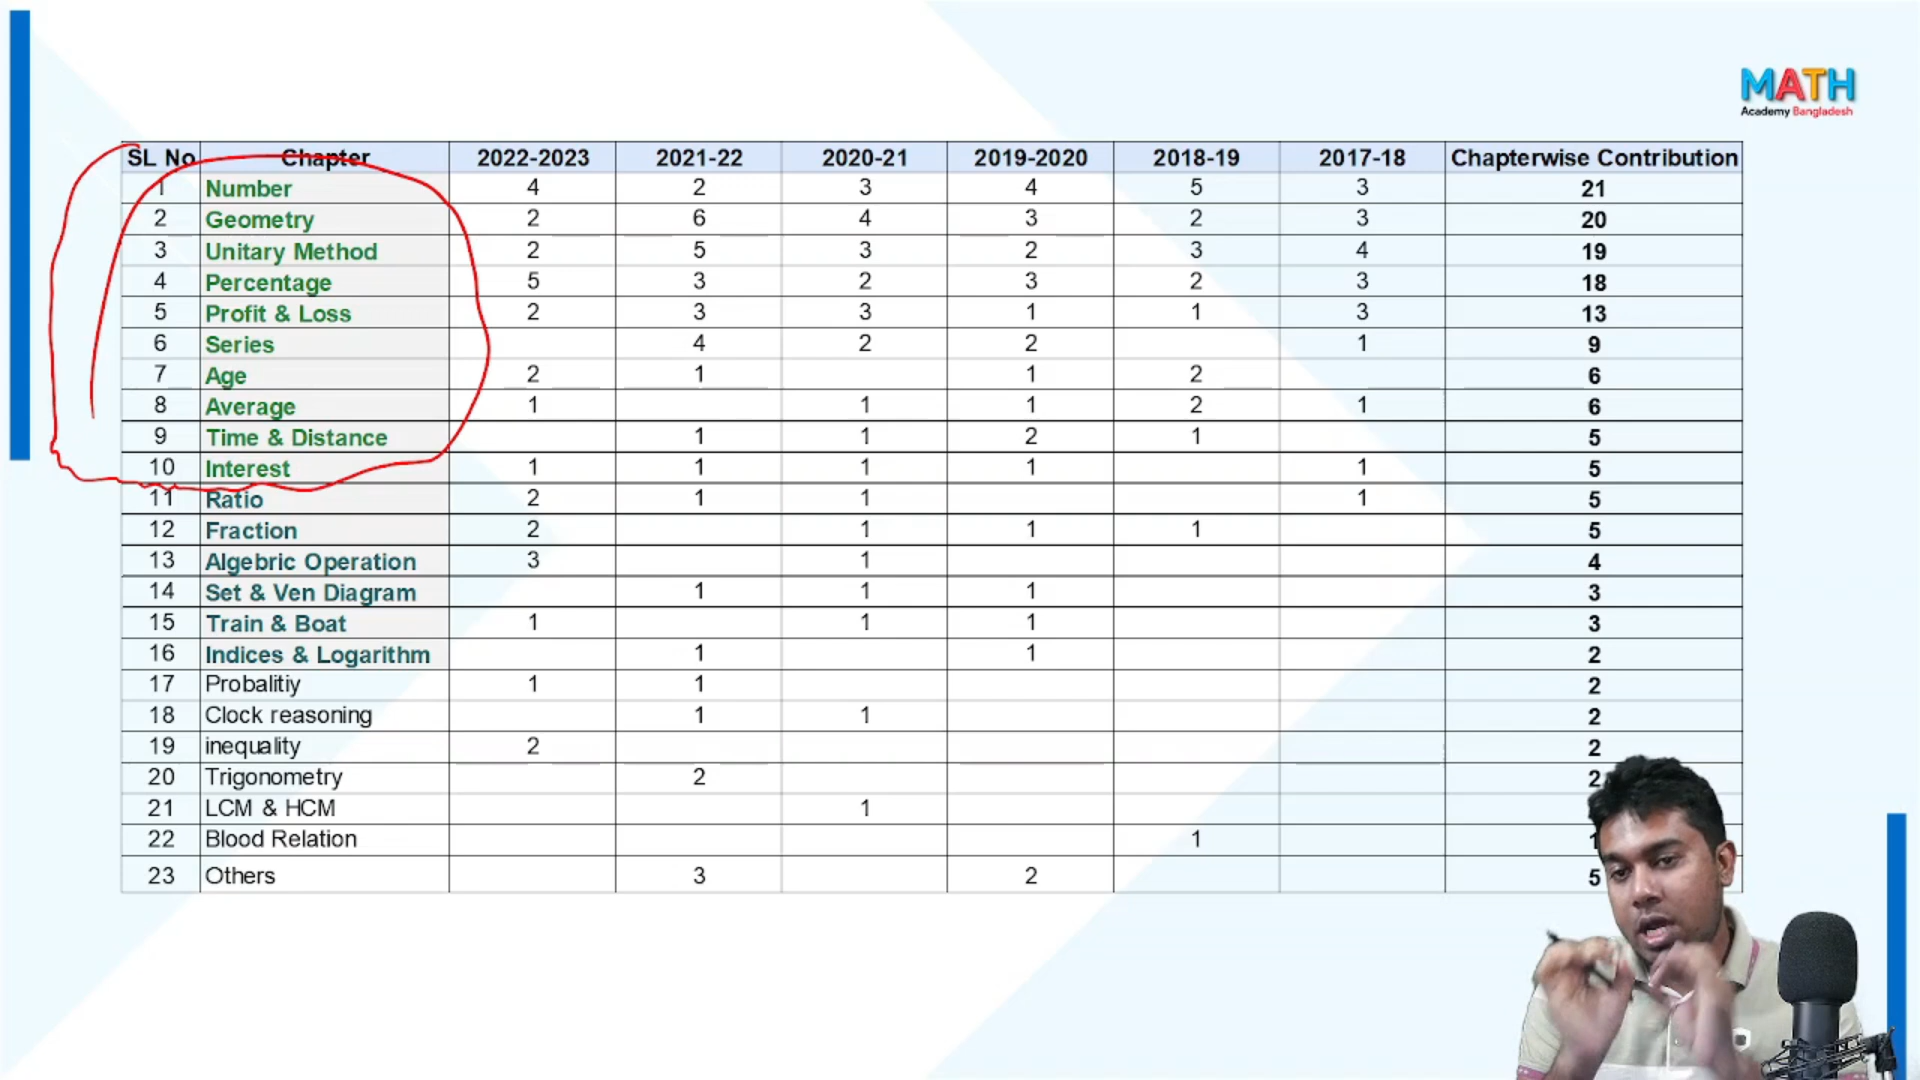 MATH
Academy Bangladesh
SL No Chapter 2022-2023 2021-22 2020-21 2019-2020 2018-19 2017-18 Chapterwise Contribution
1 Number 4 2 3 4 5 3 21
2 Geometry 2 6 4 3 2 3 20
3 Unitary Method 2 5 3 2 3 4 19
4 Percentage 5 3 2 3 2 3 18
5 Profit & Loss 2 3 3 1 1 3 13
6 Series 4 2 2 1 9
7 Age 2 1 1 2 6
8 Average 1 1 1 2 1 6
9 Time & Distance 1 1 2 1 5
10 Interest 1 1 1 1 1 5
11 Ratio 2 1 1 1 5
12 Fraction 2 1 1 1 5
13 Algebric Operation 3 1 4
14 Set & Ven Diagram 1 1 1 3
15 Train & Boat 1 1 1 3
16 Indices & Logarithm 1 1 2
17 Probalitiy 1 1 2
18 Clock reasoning 1 1 2
19 inequality 2 2
20 Trigonometry 2 2
21 LCM & HCM 1
22 Blood Relation 1 1
23 Others 3 2 5